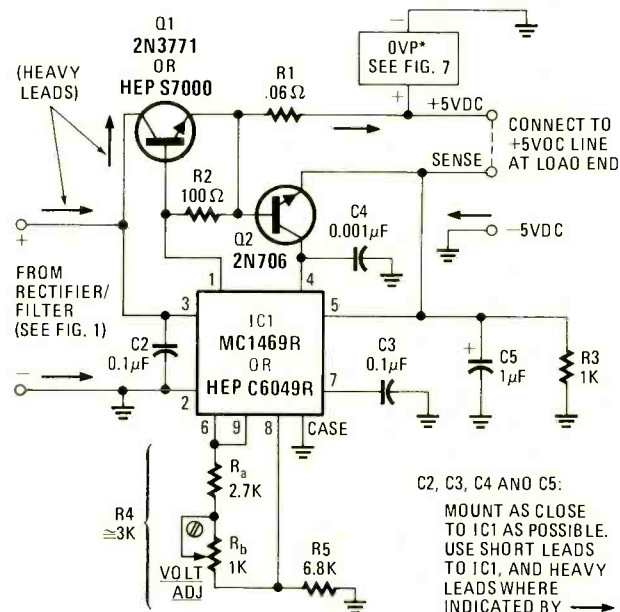 Q1
2N3771
OR
HEP S7000
(HEAVY
LEADS)
R1
.06Ω
OVP*
SEE FIG. 7
−
+
+5VDC
CONNECT TO
+5VOC LINE
AT LOAO END
SENSE
R2
100Ω
Q2
2N706
C4
0.001µF
−5VDC
+
FROM
RECTIFIER/
FILTER
(SEE FIG. 1)
−
C2
0.1µF
1
4
3
5
2
7
6
9
8
CASE
IC1
MC1469R
OR
HEP C6049R
C3
0.1µF
+
C5
1µF
R3
1K
R4
≅3K
Ra
2.7K
Rb
1K
VOLT
ADJ
R5
6.8K
C2, C3, C4 ANO C5:
MOUNT AS CLOSE
TO IC1 AS POSSIBLE.
USE SHORT LEADS
TO IC1, AND HEAVY
LEADS WHERE
INDICATED BY →